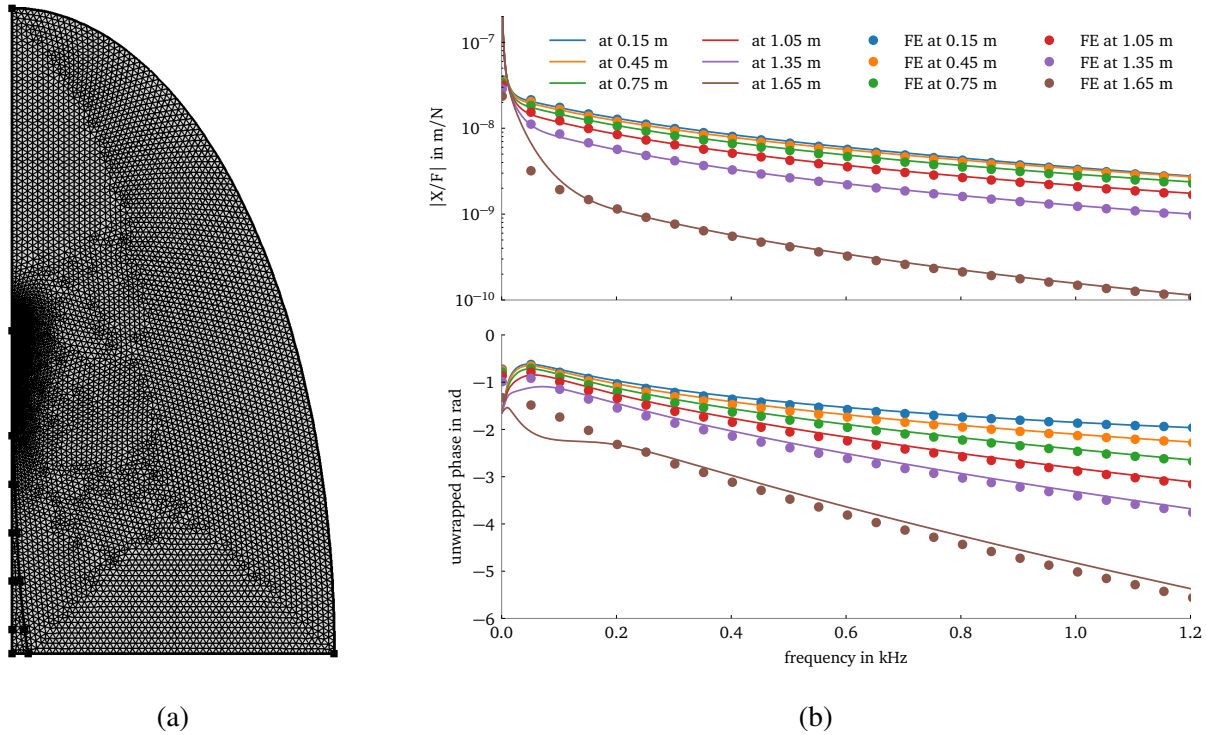 (a)
10⁻⁷
10⁻⁸
10⁻⁹
10⁻¹⁰
|X/F| in m/N
at 0.15 m
at 0.45 m
at 0.75 m
at 1.05 m
at 1.35 m
at 1.65 m
FE at 0.15 m
FE at 0.45 m
FE at 0.75 m
FE at 1.05 m
FE at 1.35 m
FE at 1.65 m
0
−1
−2
−3
−4
−5
−6
unwrapped phase in rad
0.0 0.2 0.4 0.6 0.8 1.0 1.2
frequency in kHz
(b)